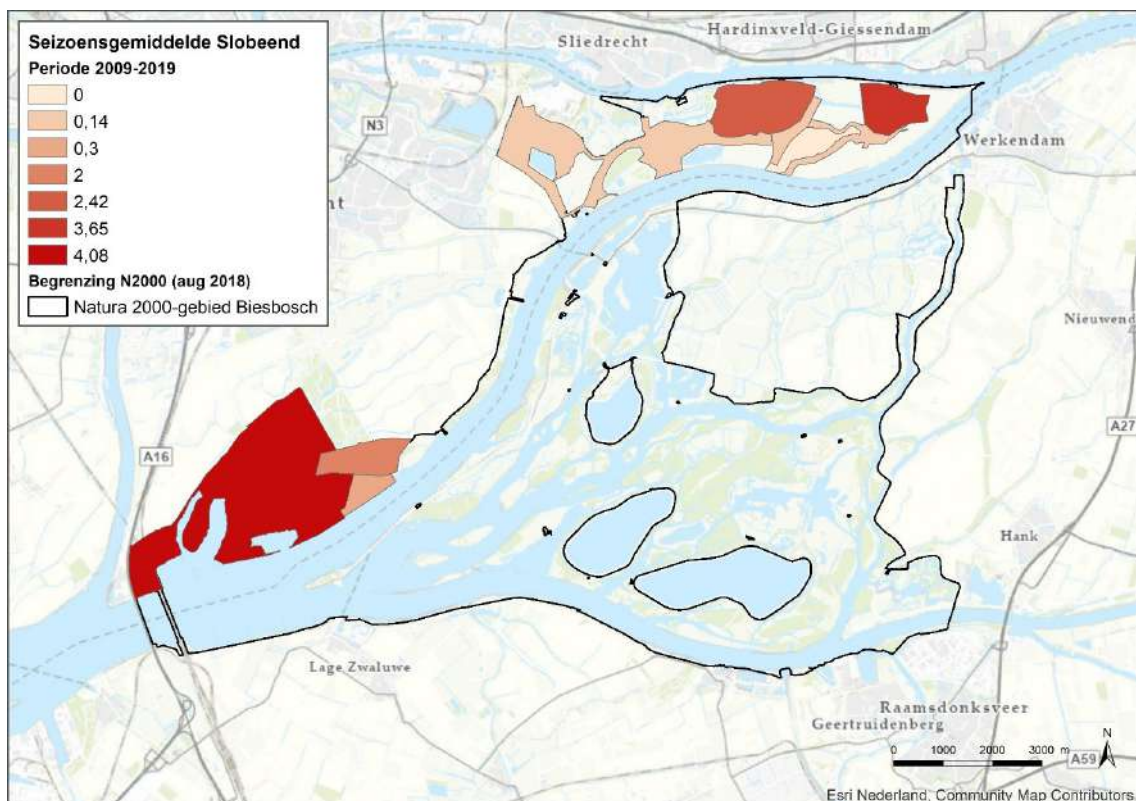 Seizoensgemiddelde Slobeend
Periode 2009-2019
0
0,14
0,3
2
2,42
3,65
4,08
Begrenzing N2000 (aug 2018)
Natura 2000-gebied Biesbosch
Hardinxveld-Giessendam
Sliedrecht
N3
Werkendam
ht
Nieuwend
A27
A16
Hank
Lage Zwaluwe
Raamsdonksveer
Geertruidenberg
N
0 1000 2000 3000 m
A59
Esri Nederland, Community Map Contributors